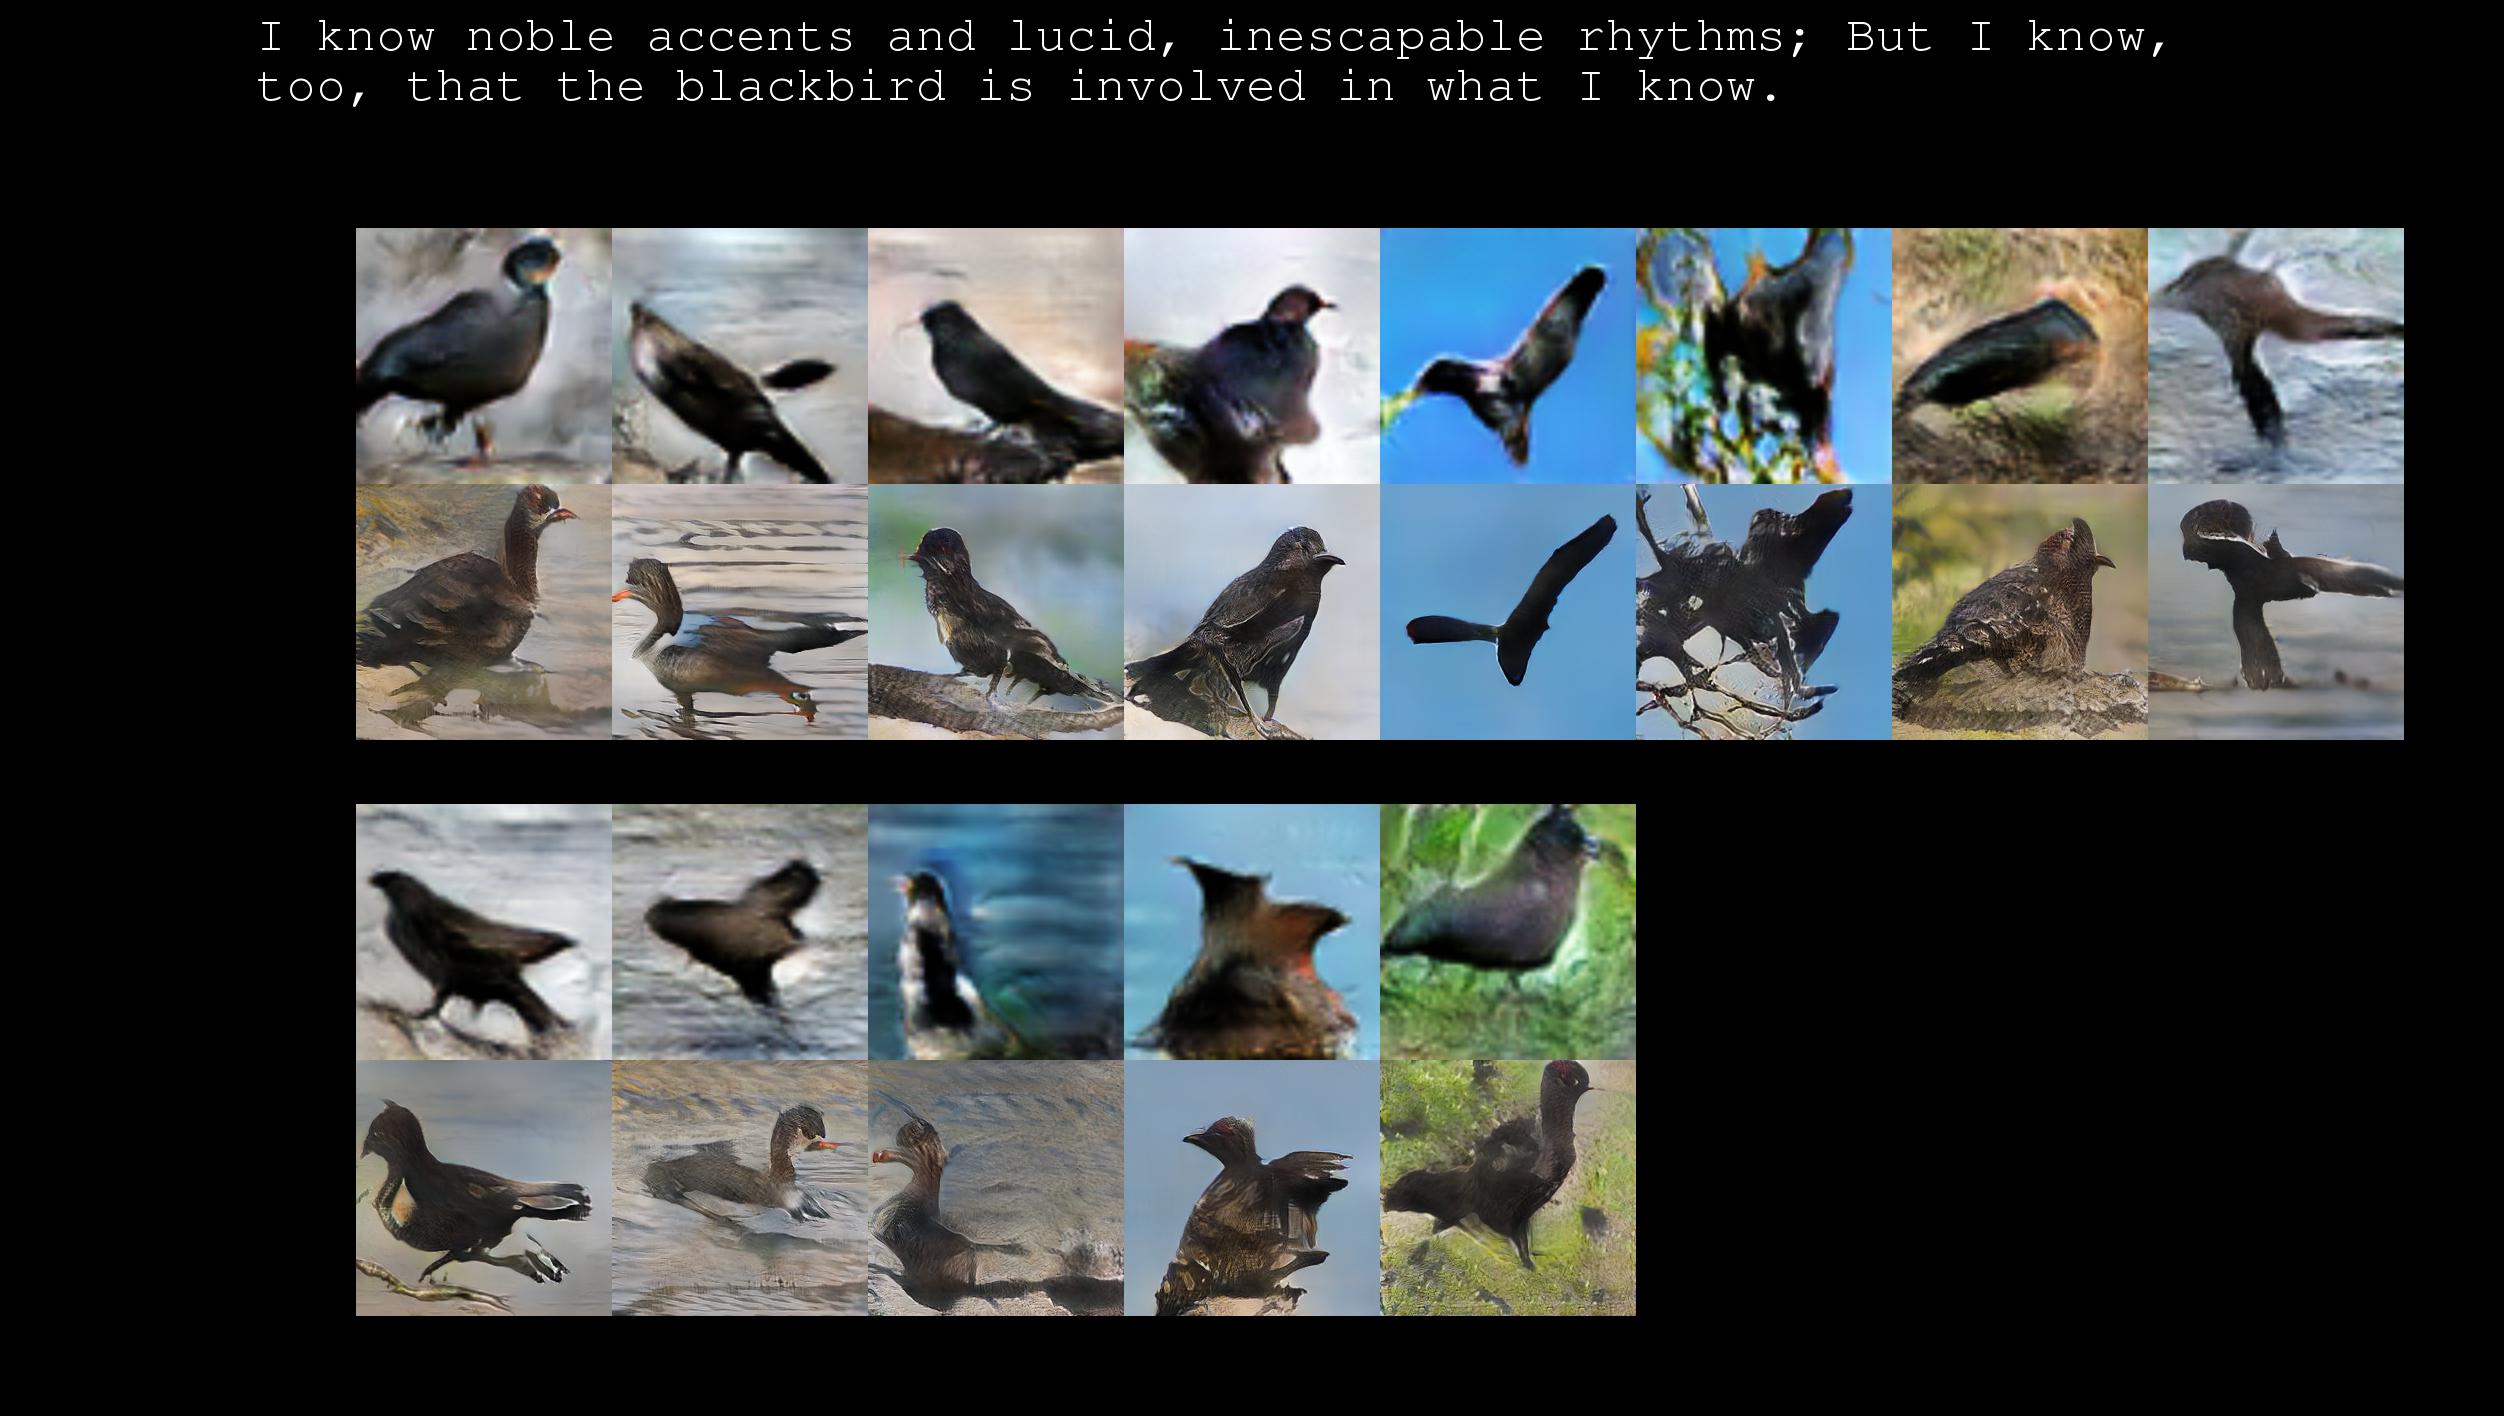 I know noble accents and lucid, inescapable rhythms; But I know,
too, that the blackbird is involved in what I know.